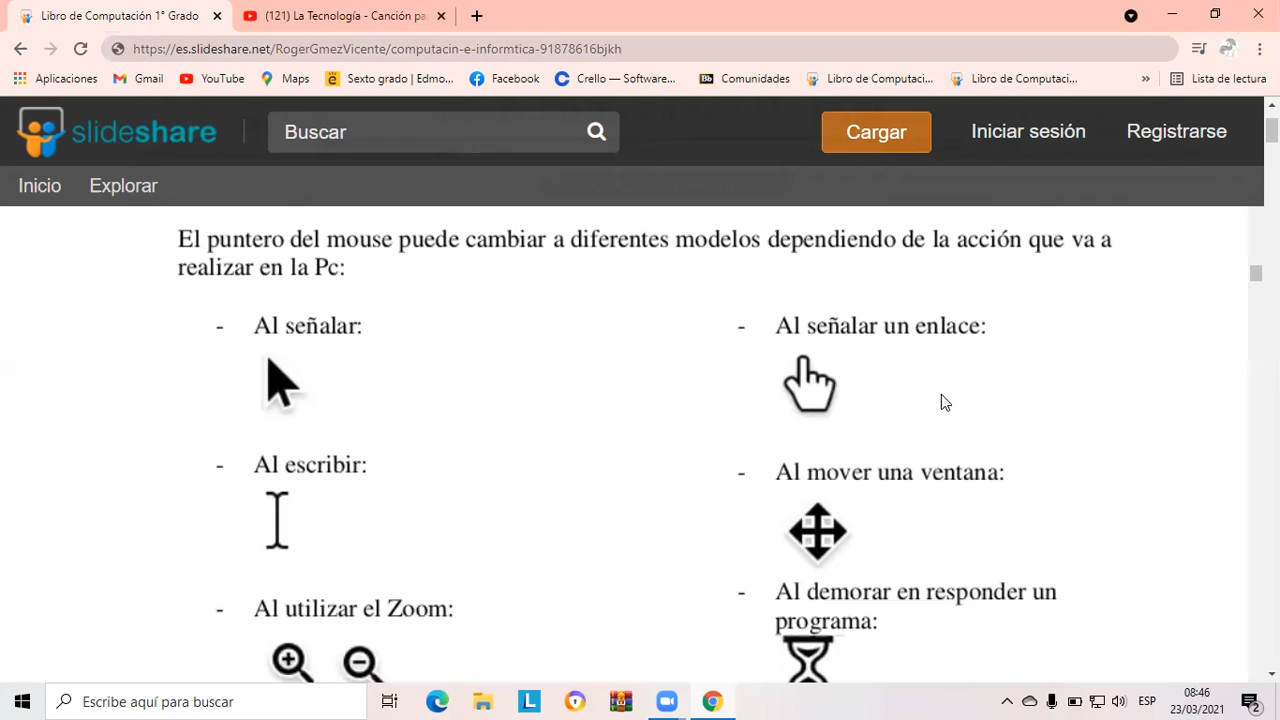 Libro de Computación 1° Grado
(121) La Tecnología - Canción pa
https://es.slideshare.net/RogerGmezVicente/computacin-e-informtica-91878616bjkh
Aplicaciones
Gmail
YouTube
Maps
Sexto grado | Edmo...
Facebook
Crello — Software...
Bb Comunidades
Libro de Computaci...
Libro de Computaci...
»
Lista de lectura
slideshare
Buscar
Cargar
Iniciar sesión
Registrarse
Inicio
Explorar
El puntero del mouse puede cambiar a diferentes modelos dependiendo de la acción que va a
realizar en la Pc:
- Al señalar:
- Al señalar un enlace:
- Al escribir:
- Al mover una ventana:
- Al utilizar el Zoom:
- Al demorar en responder un
programa:
Escribe aquí para buscar
L
ESP
08:46
23/03/2021
2